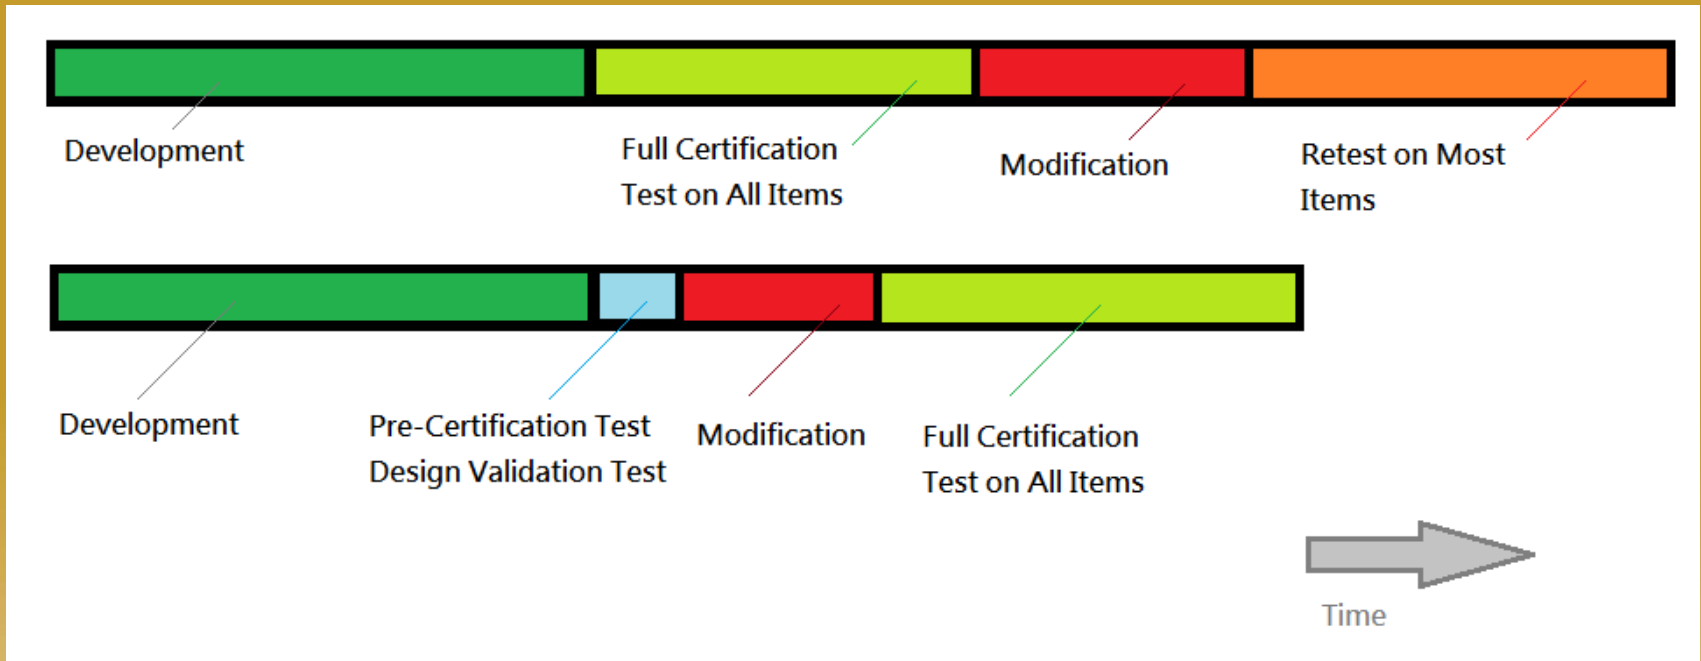 Development
Full Certification
Test on All Items
Modification
Retest on Most
Items
Development
Pre-Certification Test
Design Validation Test
Modification
Full Certification
Test on All Items
Time